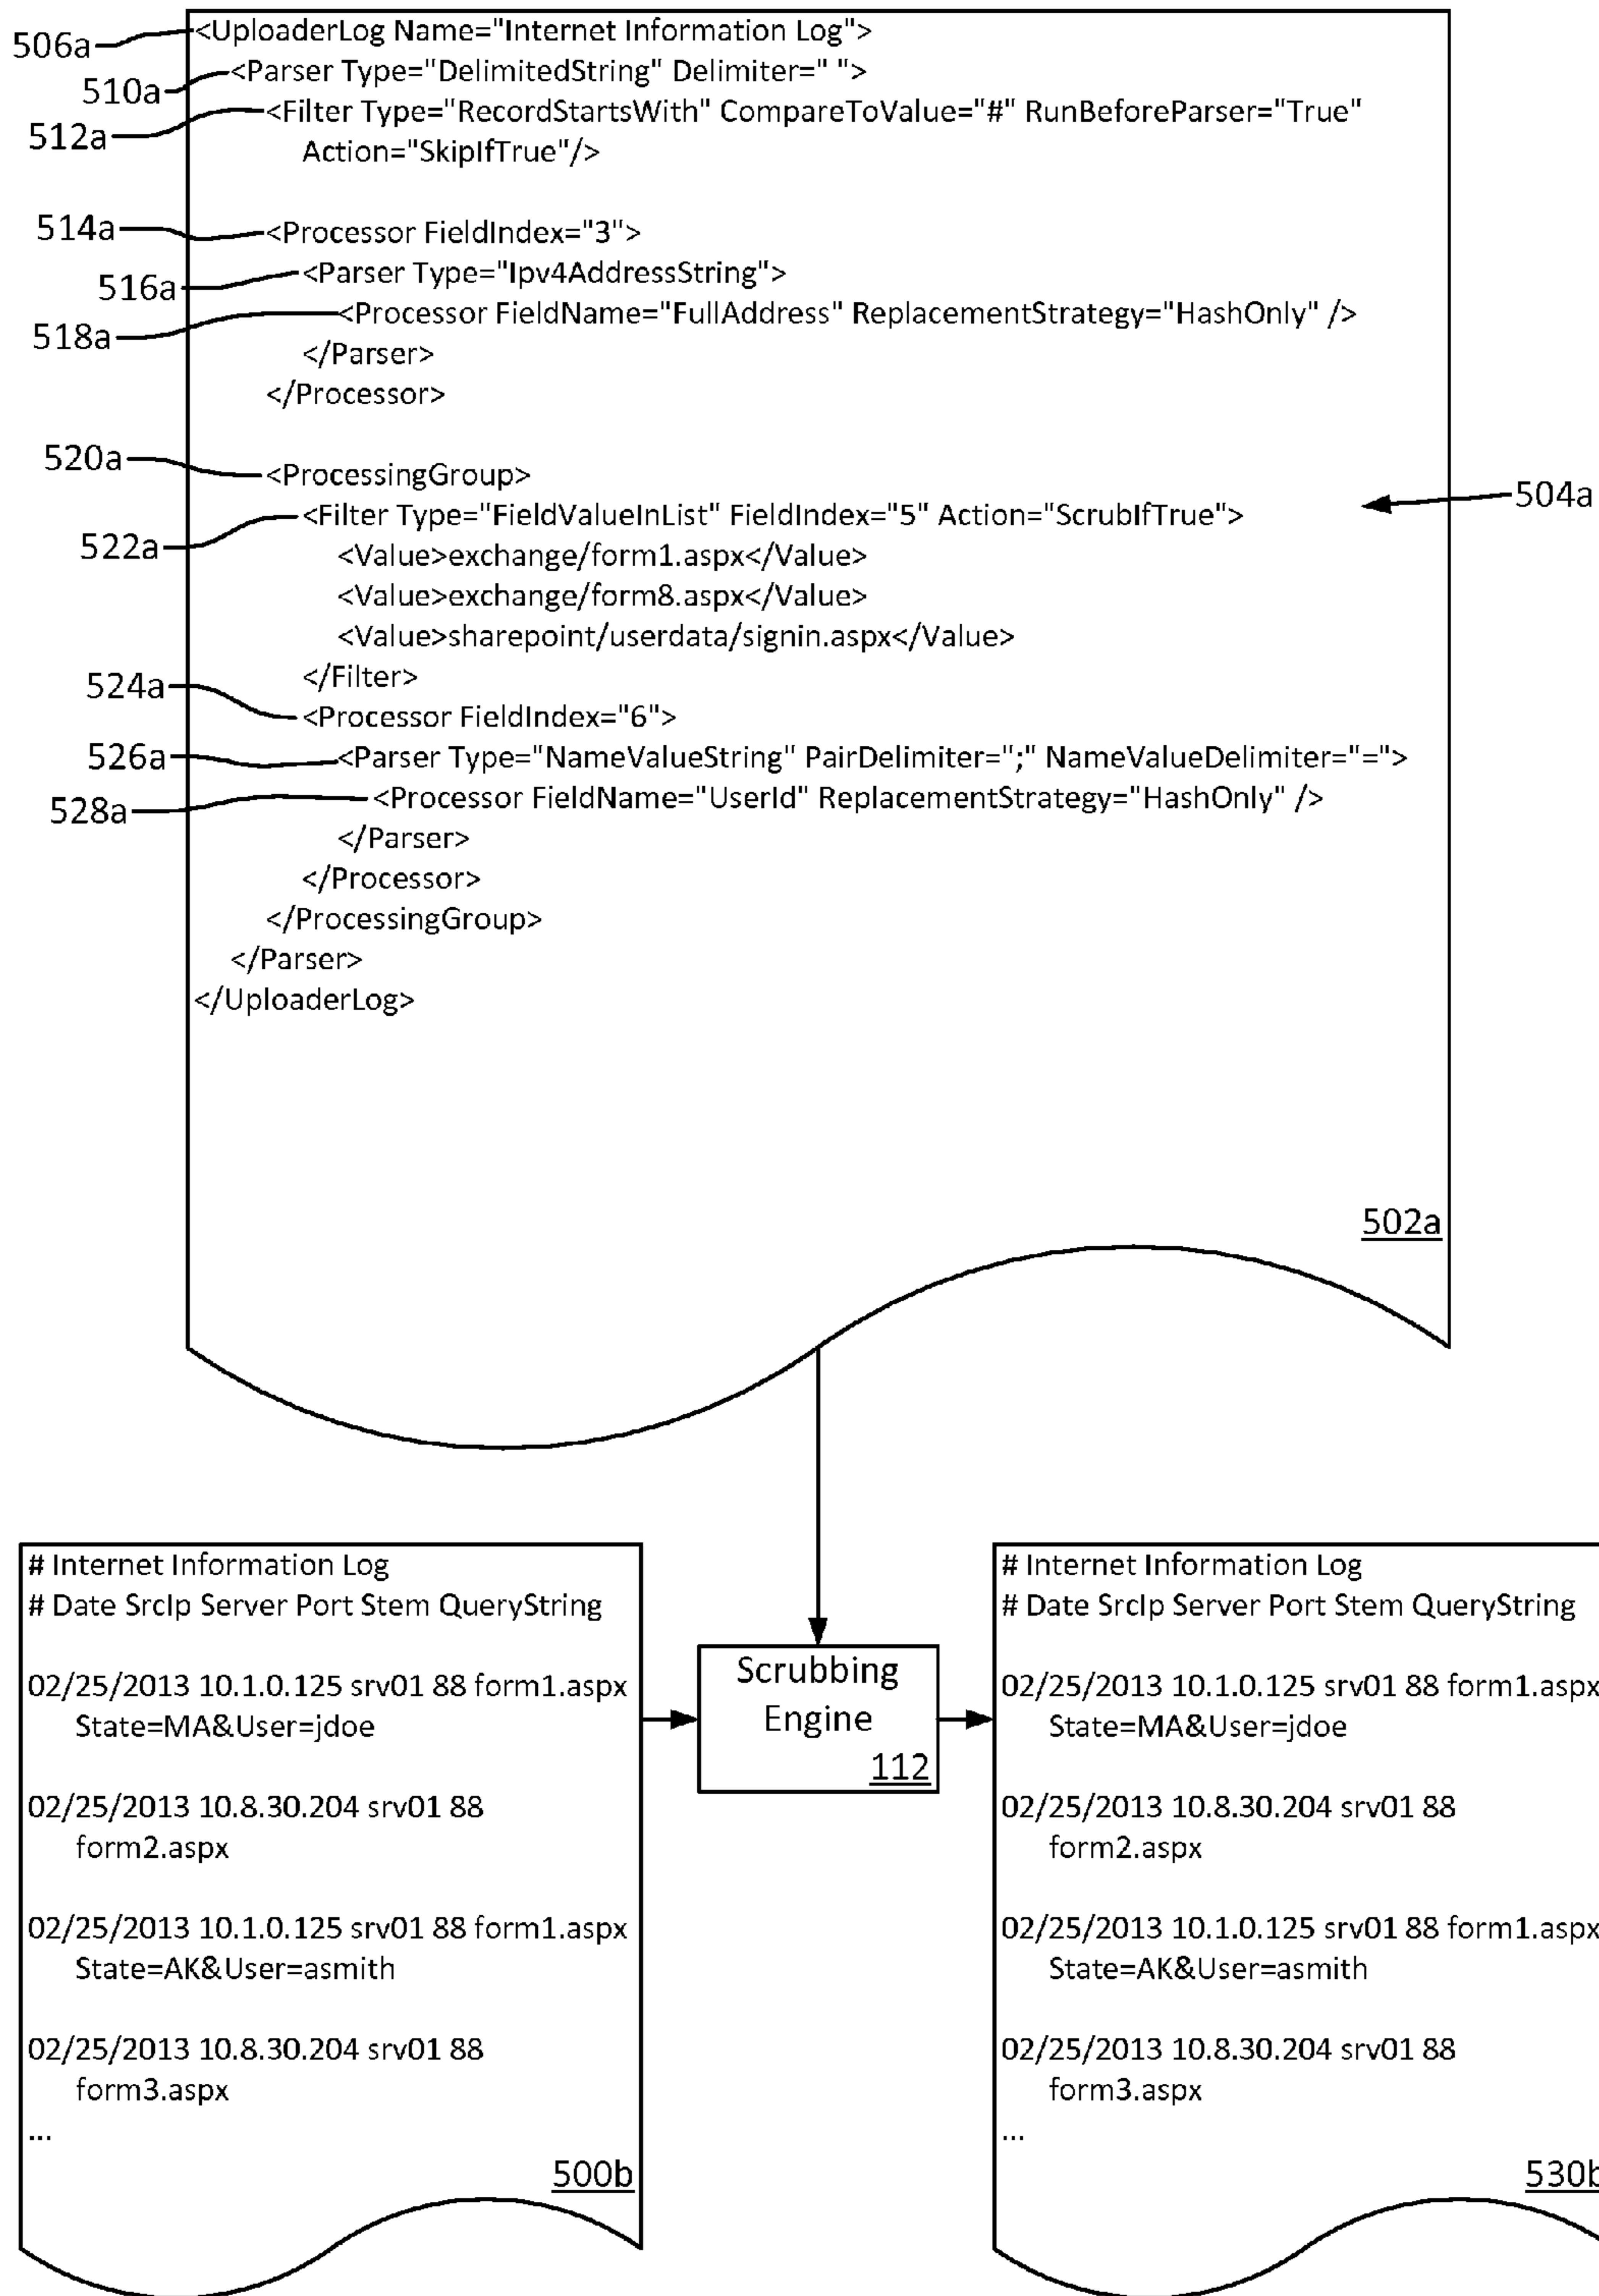 506a
<UploaderLog Name="Internet Information Log">
510a
<Parser Type="DelimitedString" Delimiter=" ">
512a
<Filter Type="RecordStartsWith" CompareToValue="#" RunBeforeParser="True"
Action="SkipIfTrue"/>
514a
<Processor FieldIndex="3">
516a
<Parser Type="Ipv4AddressString">
518a
<Processor FieldName="FullAddress" ReplacementStrategy="HashOnly" />
</Parser>
</Processor>
520a
<ProcessingGroup>
504a
522a
<Filter Type="FieldValueInList" FieldIndex="5" Action="ScrubIfTrue">
<Value>exchange/form1.aspx</Value>
<Value>exchange/form8.aspx</Value>
<Value>sharepoint/userdata/signin.aspx</Value>
</Filter>
524a
<Processor FieldIndex="6">
526a
<Parser Type="NameValueString" PairDelimiter=";" NameValueDelimiter="=">
528a
<Processor FieldName="UserId" ReplacementStrategy="HashOnly" />
</Parser>
</Processor>
</ProcessingGroup>
</Parser>
</UploaderLog>
502a
# Internet Information Log
# Date SrcIp Server Port Stem QueryString
02/25/2013 10.1.0.125 srv01 88 form1.aspx
State=MA&User=jdoe
02/25/2013 10.8.30.204 srv01 88
form2.aspx
02/25/2013 10.1.0.125 srv01 88 form1.aspx
State=AK&User=asmith
02/25/2013 10.8.30.204 srv01 88
form3.aspx
...
500b
Scrubbing
Engine
112
# Internet Information Log
# Date SrcIp Server Port Stem QueryString
02/25/2013 10.1.0.125 srv01 88 form1.aspx
State=MA&User=jdoe
02/25/2013 10.8.30.204 srv01 88
form2.aspx
02/25/2013 10.1.0.125 srv01 88 form1.aspx
State=AK&User=asmith
02/25/2013 10.8.30.204 srv01 88
form3.aspx
...
530b